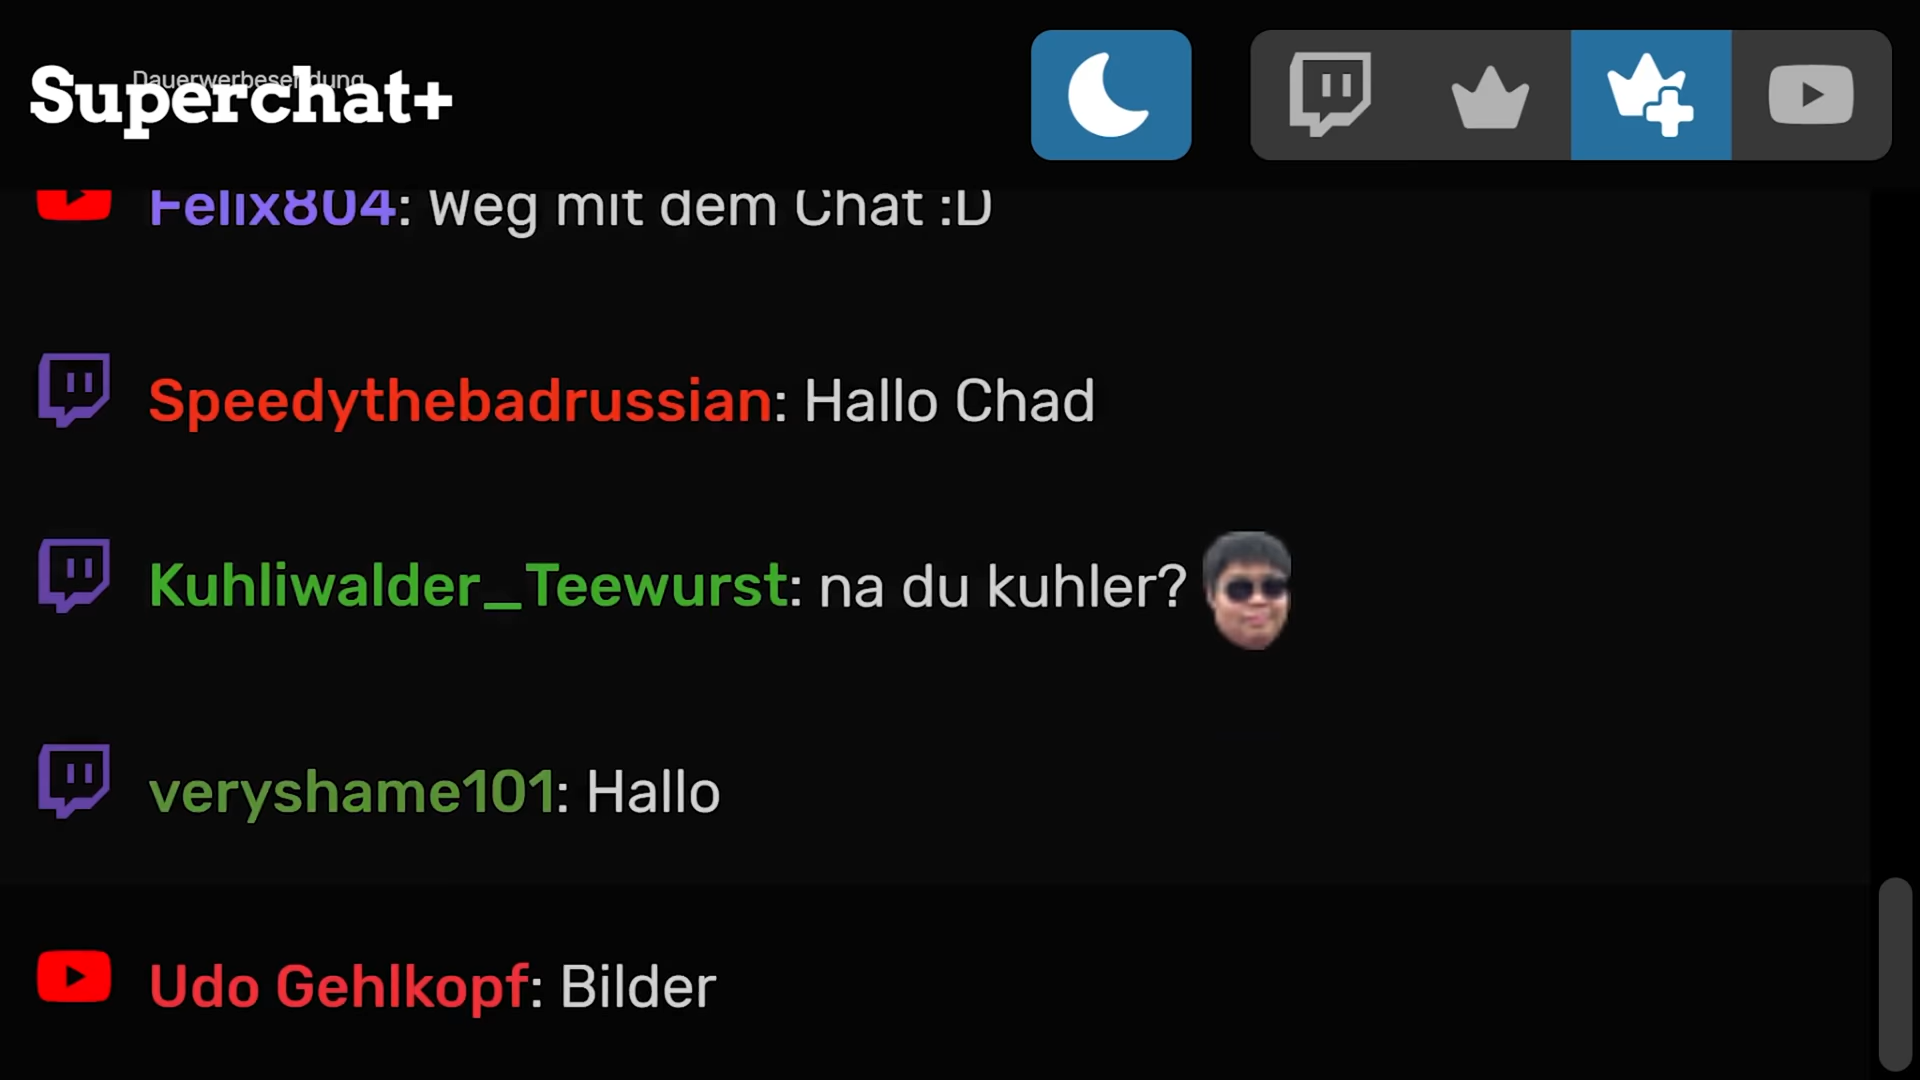 Dauerwerbesendung
Superchat+
Felix804: Weg mit dem Chat :D
Speedythebadrussian: Hallo Chad
Kuhliwalder_Teewurst: na du kuhler?
veryshame101: Hallo
Udo Gehlkopf: Bilder